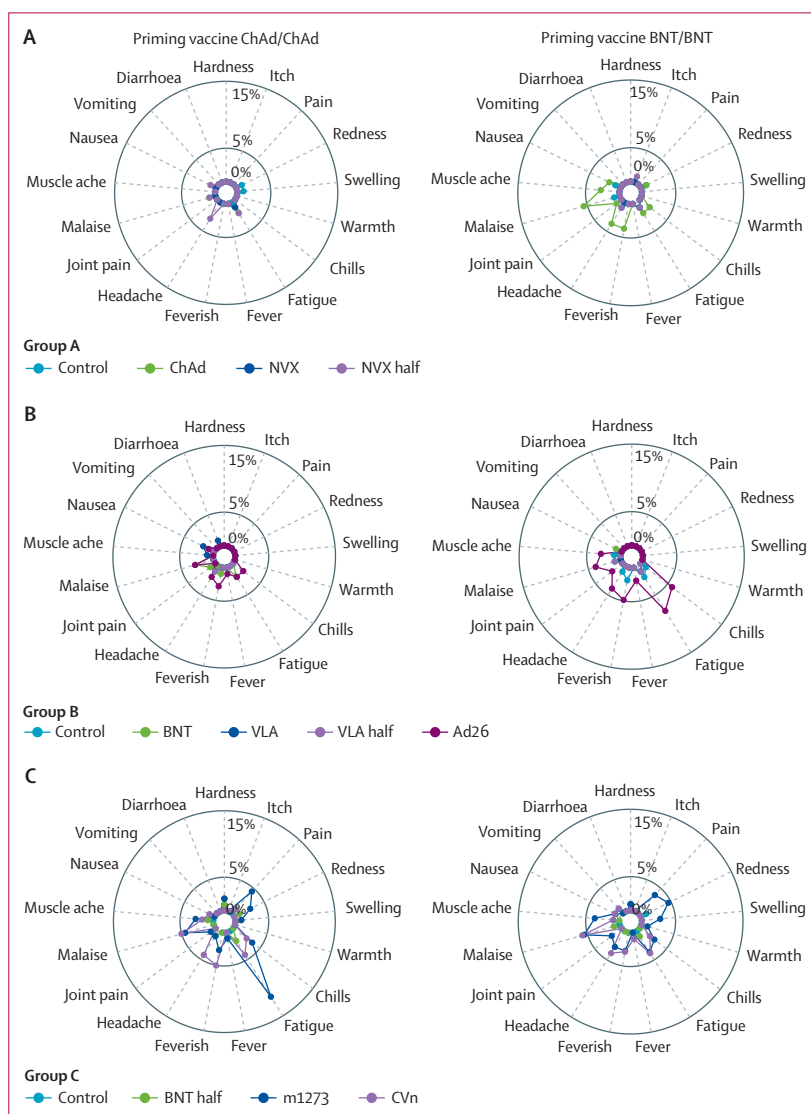 A
Priming vaccine ChAd/ChAd
Priming vaccine BNT/BNT
Hardness
Itch
Pain
Redness
Swelling
Warmth
Chills
Fatigue
Fever
Feverish
Headache
Joint pain
Malaise
Muscle ache
Nausea
Vomiting
Diarrhoea
15%
5%
0%
Hardness
Itch
Pain
Redness
Swelling
Warmth
Chills
Fatigue
Fever
Feverish
Headache
Joint pain
Malaise
Muscle ache
Nausea
Vomiting
Diarrhoea
15%
5%
0%
Group A
Control ChAd NVX NVX half
B
Hardness
Itch
Pain
Redness
Swelling
Warmth
Chills
Fatigue
Fever
Feverish
Headache
Joint pain
Malaise
Muscle ache
Nausea
Vomiting
Diarrhoea
15%
5%
0%
Hardness
Itch
Pain
Redness
Swelling
Warmth
Chills
Fatigue
Fever
Feverish
Headache
Joint pain
Malaise
Muscle ache
Nausea
Vomiting
Diarrhoea
15%
5%
0%
Group B
Control BNT VLA VLA half Ad26
C
Hardness
Itch
Pain
Redness
Swelling
Warmth
Chills
Fatigue
Fever
Feverish
Headache
Joint pain
Malaise
Muscle ache
Nausea
Vomiting
Diarrhoea
15%
5%
0%
Hardness
Itch
Pain
Redness
Swelling
Warmth
Chills
Fatigue
Fever
Feverish
Headache
Joint pain
Malaise
Muscle ache
Nausea
Vomiting
Diarrhoea
15%
5%
0%
Group C
Control BNT half m1273 CVn